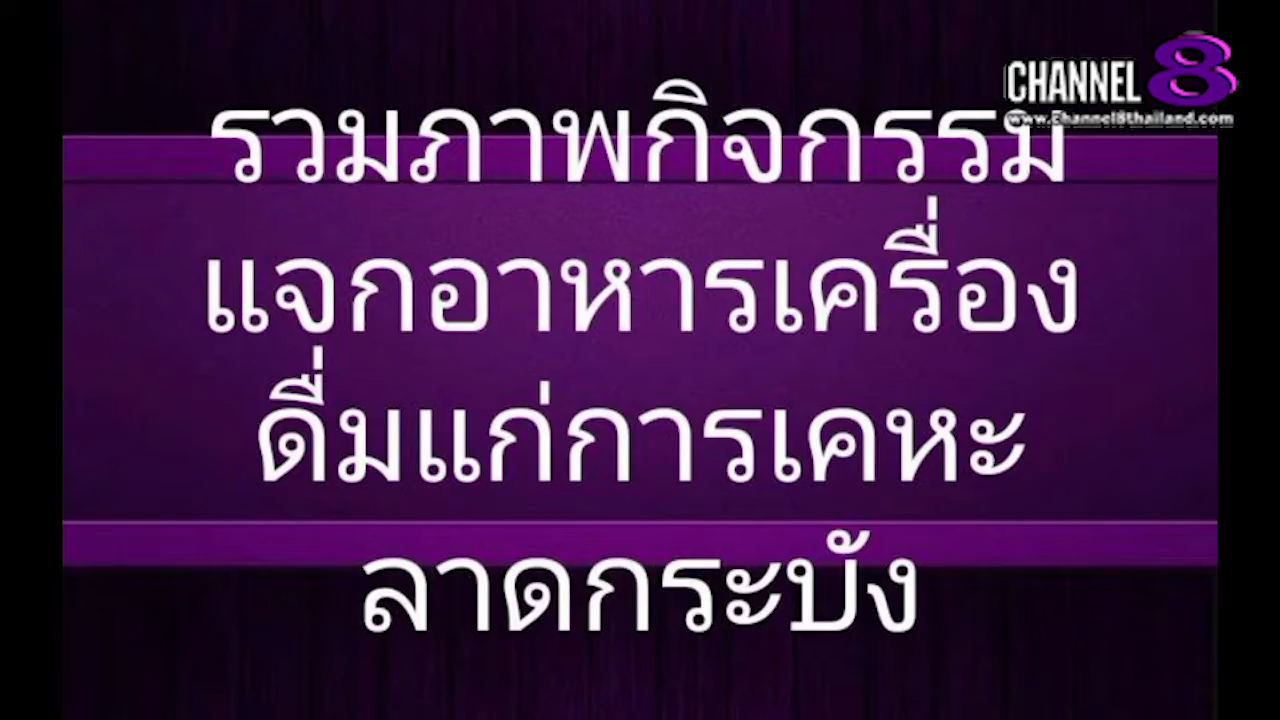 CHANNEL 8
www.Channel8thailand.com
รวมภาพกิจกรรม
แจกอาหารเครื่อง
ดื่มแก่การเคหะ
ลาดกระบัง